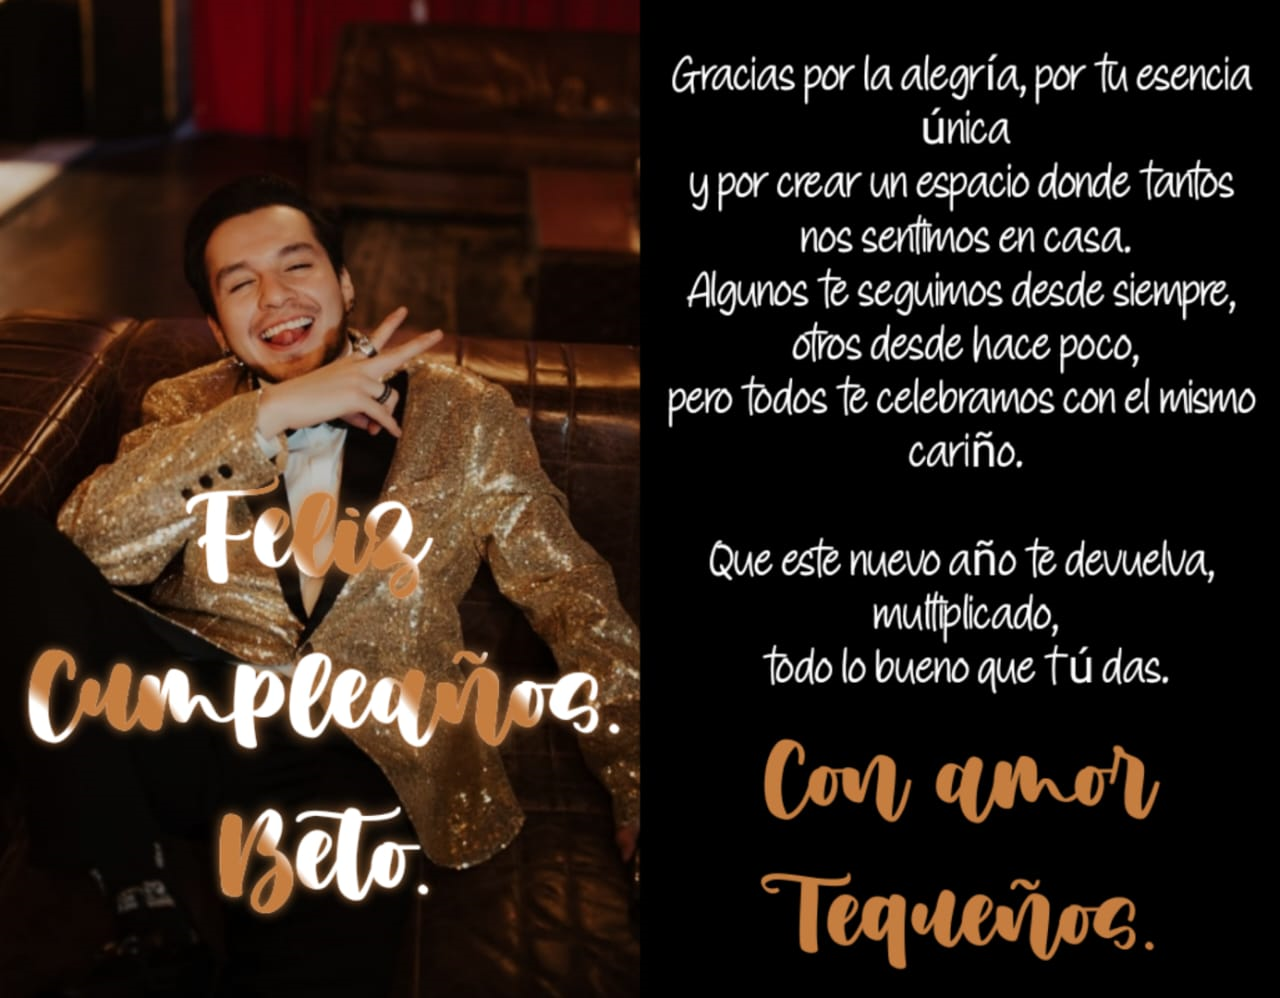 Feliz
Cumpleaños.
Beto.
Gracias por la alegría, por tu esencia
única
y por crear un espacio donde tantos
nos sentimos en casa.
Algunos te seguimos desde siempre,
otros desde hace poco,
pero todos te celebramos con el mismo
cariño.
Que este nuevo año te devuelva,
multiplicado,
todo lo bueno que tú das.
Con amor
Tequeños.